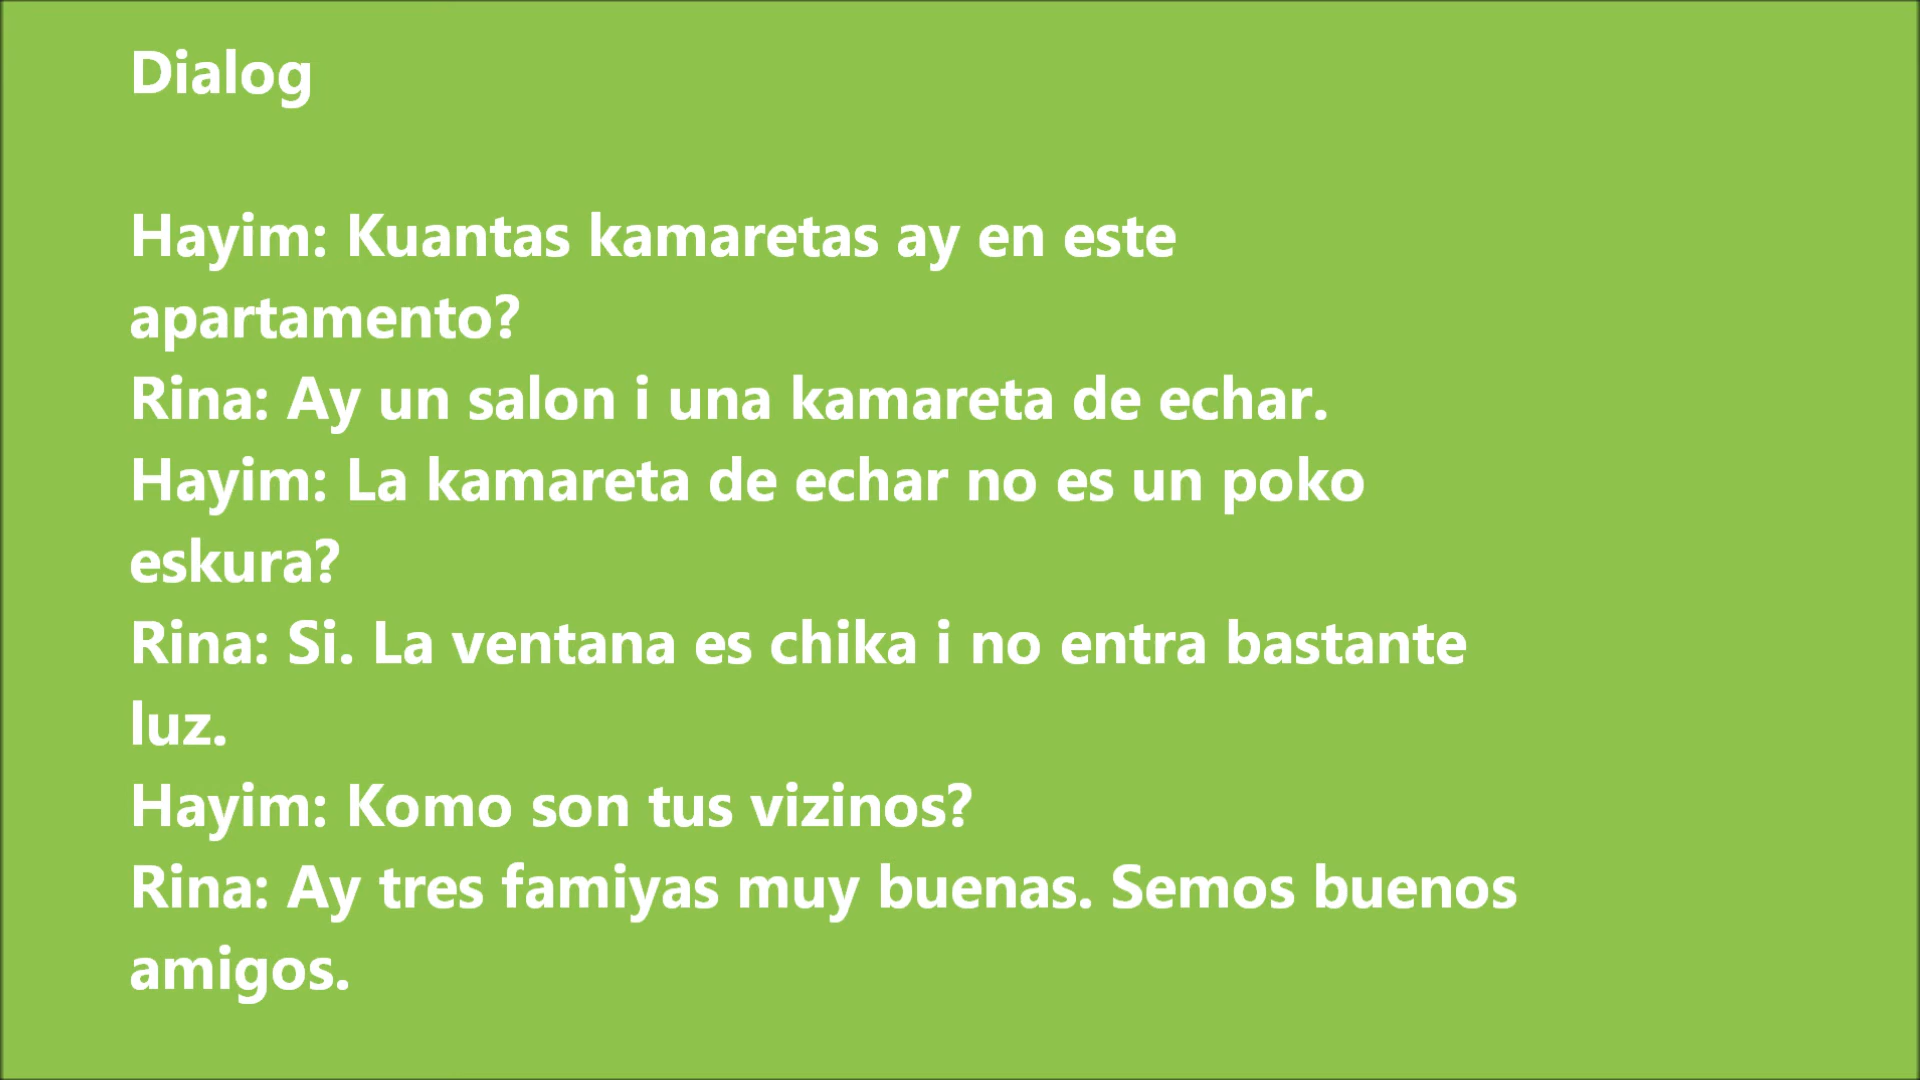 Dialog
Hayim: Kuantas kamaretas ay en este
apartamento?
Rina: Ay un salon i una kamareta de echar.
Hayim: La kamareta de echar no es un poko
eskura?
Rina: Si. La ventana es chika i no entra bastante
luz.
Hayim: Komo son tus vizinos?
Rina: Ay tres famiyas muy buenas. Semos buenos
amigos.